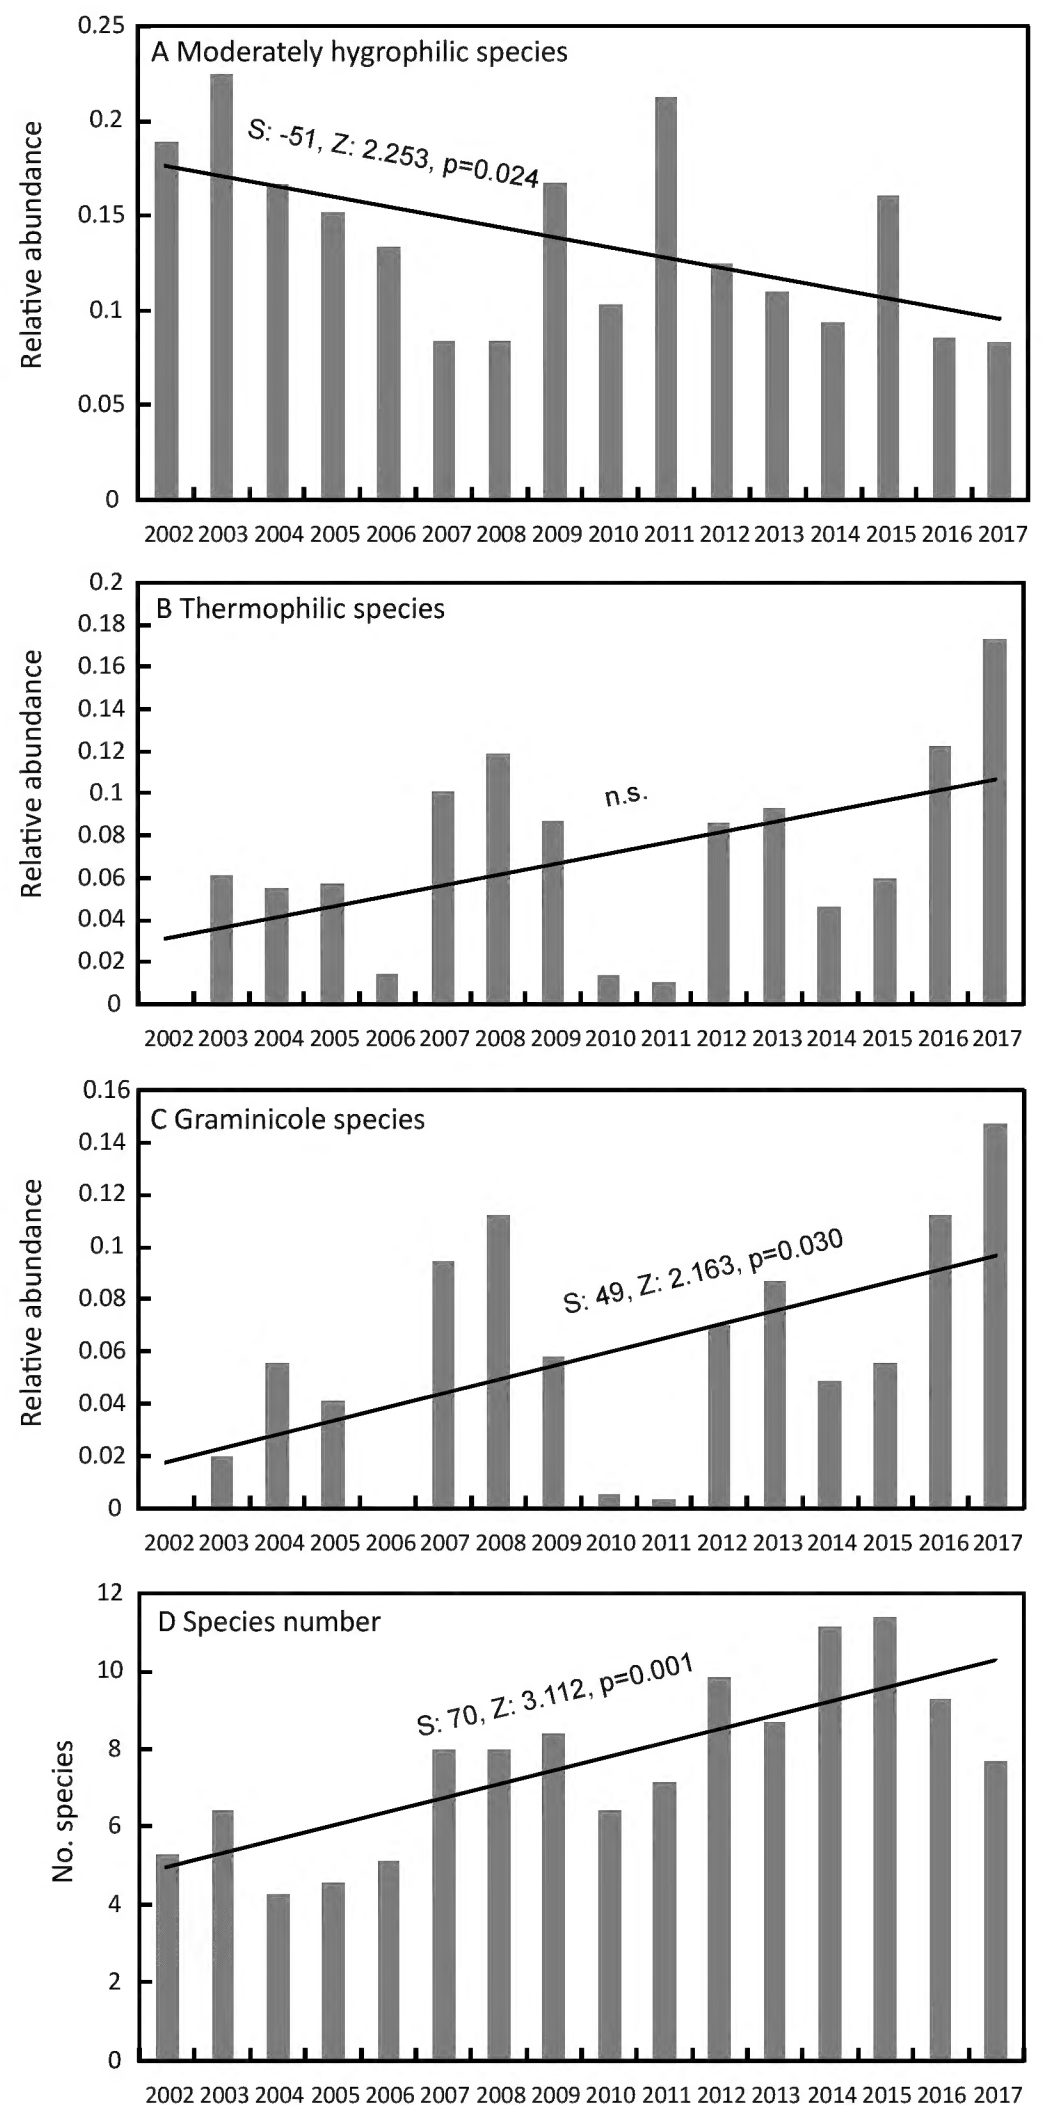 A Moderately hygrophilic species
Relative abundance
0.25
0.2
0.15
0.1
0.05
0
S: -51, Z: 2.253, p=0.024
2002 2003 2004 2005 2006 2007 2008 2009 2010 2011 2012 2013 2014 2015 2016 2017
B Thermophilic species
Relative abundance
0.2
0.18
0.16
0.14
0.12
0.1
0.08
0.06
0.04
0.02
0
n.s.
2002 2003 2004 2005 2006 2007 2008 2009 2010 2011 2012 2013 2014 2015 2016 2017
C Graminicole species
Relative abundance
0.16
0.14
0.12
0.1
0.08
0.06
0.04
0.02
0
S: 49, Z: 2.163, p=0.030
2002 2003 2004 2005 2006 2007 2008 2009 2010 2011 2012 2013 2014 2015 2016 2017
D Species number
No. species
12
10
8
6
4
2
0
S: 70, Z: 3.112, p=0.001
2002 2003 2004 2005 2006 2007 2008 2009 2010 2011 2012 2013 2014 2015 2016 2017